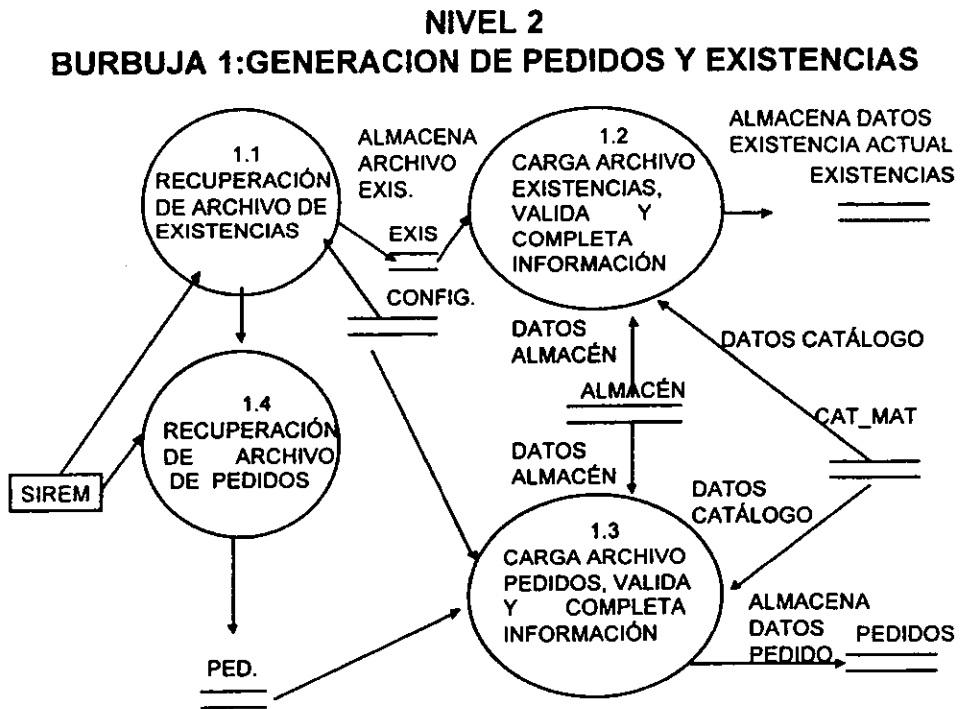 NIVEL 2
BURBUJA 1:GENERACION DE PEDIDOS Y EXISTENCIAS
1.1
RECUPERACIÓN
DE ARCHIVO DE
EXISTENCIAS
ALMACENA
ARCHIVO
EXIS.
EXIS
CONFIG.
1.2
CARGA ARCHIVO
EXISTENCIAS,
VALIDA Y
COMPLETA
INFORMACIÓN
ALMACENA DATOS
EXISTENCIA ACTUAL
EXISTENCIAS
DATOS
ALMACÉN
DATOS CATÁLOGO
ALMACÉN
CAT_MAT
1.4
RECUPERACIÓN
DE ARCHIVO
DE PEDIDOS
SIREM
DATOS
ALMACÉN
DATOS
CATÁLOGO
1.3
CARGA ARCHIVO
PEDIDOS, VALIDA
Y COMPLETA
INFORMACIÓN
ALMACENA
DATOS
PEDIDO
PEDIDOS
PED.